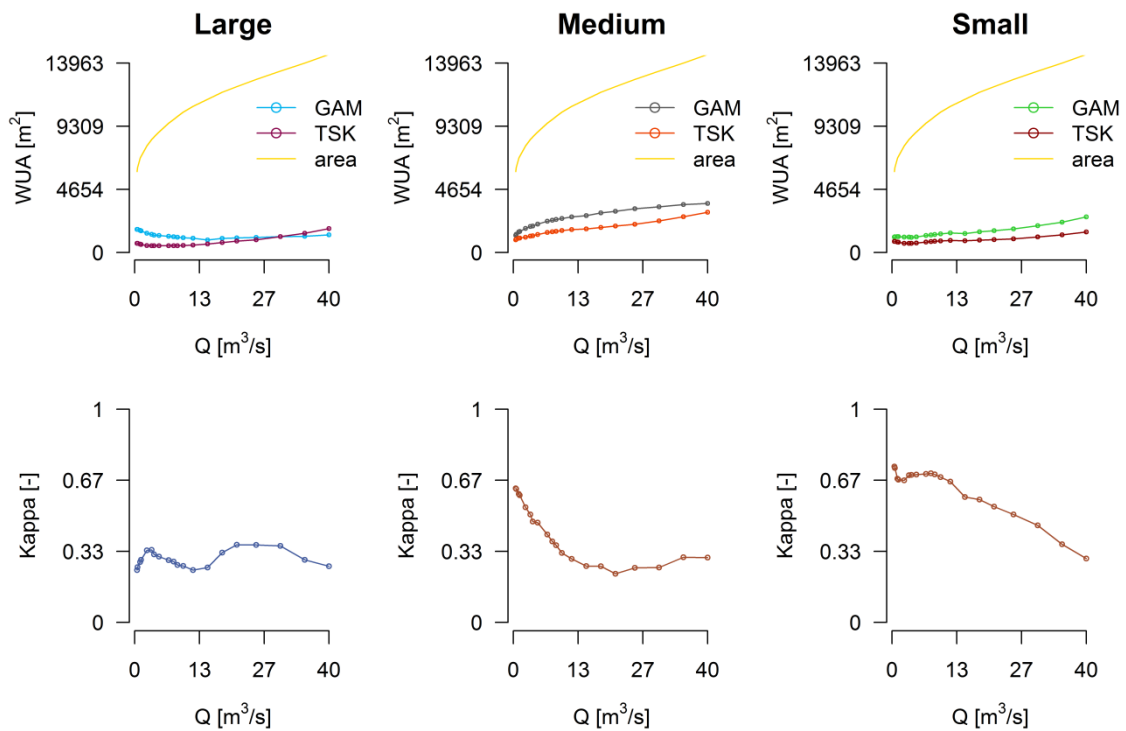 Large
Medium
Small
WUA [m²]
13963
9309
4654
0
GAM
TSK
area
0
13
27
40
Q [m³/s]
WUA [m²]
13963
9309
4654
0
GAM
TSK
area
0
13
27
40
Q [m³/s]
WUA [m²]
13963
9309
4654
0
GAM
TSK
area
0
13
27
40
Q [m³/s]
Kappa [-]
1
0.67
0.33
0
0
13
27
40
Q [m³/s]
Kappa [-]
1
0.67
0.33
0
0
13
27
40
Q [m³/s]
Kappa [-]
1
0.67
0.33
0
0
13
27
40
Q [m³/s]